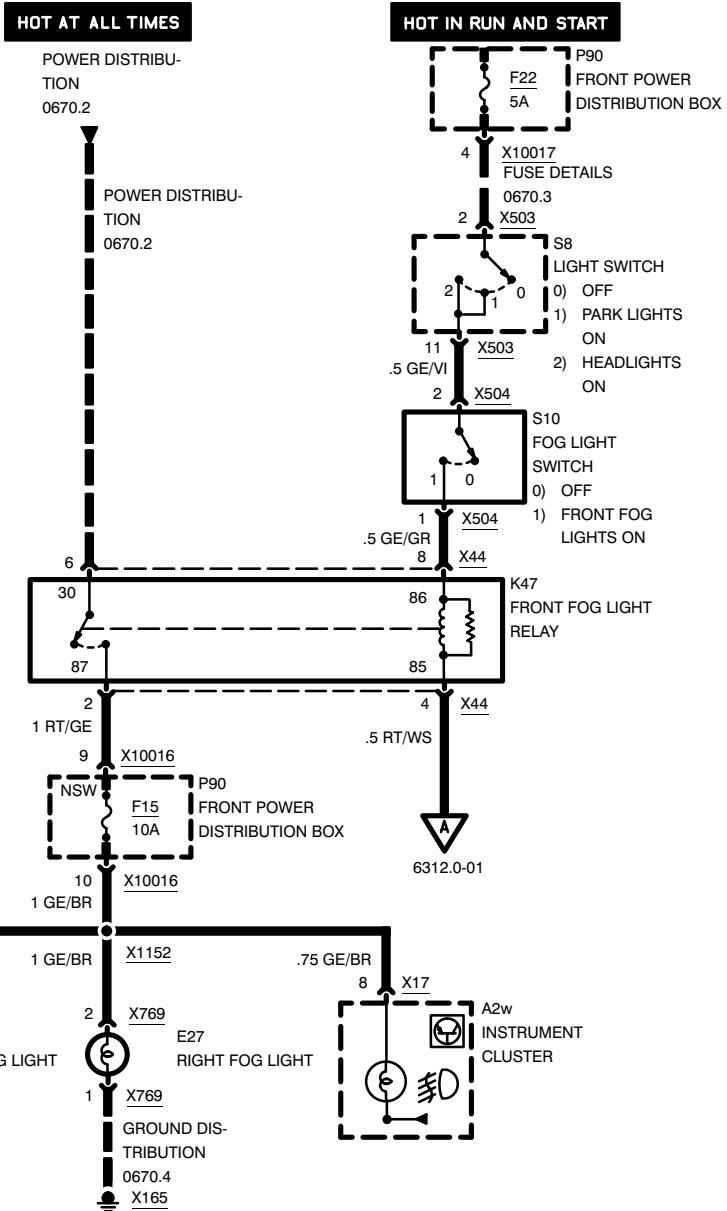 HOT AT ALL TIMES
HOT IN RUN AND START
POWER DISTRIBU-
TION
0670.2
P90
FRONT POWER
DISTRIBUTION BOX
F22
5A
4
X10017
FUSE DETAILS
0670.3
POWER DISTRIBU-
TION
0670.2
2
X503
S8
LIGHT SWITCH
0) OFF
1) PARK LIGHTS
ON
2) HEADLIGHTS
ON
2
1
0
11
X503
.5 GE/VI
2
X504
S10
FOG LIGHT
SWITCH
0) OFF
1) FRONT FOG
LIGHTS ON
1
0
1
X504
.5 GE/GR
6
8
X44
30
86
K47
FRONT FOG LIGHT
RELAY
87
85
2
4
X44
1 RT/GE
.5 RT/WS
9
X10016
NSW
F15
10A
P90
FRONT POWER
DISTRIBUTION BOX
A
6312.0-01
10
X10016
1 GE/BR
1 GE/BR
X1152
.75 GE/BR
8
X17
2
X769
A2w
INSTRUMENT
CLUSTER
G LIGHT
E27
RIGHT FOG LIGHT
1
X769
GROUND DIS-
TRIBUTION
0670.4
X165